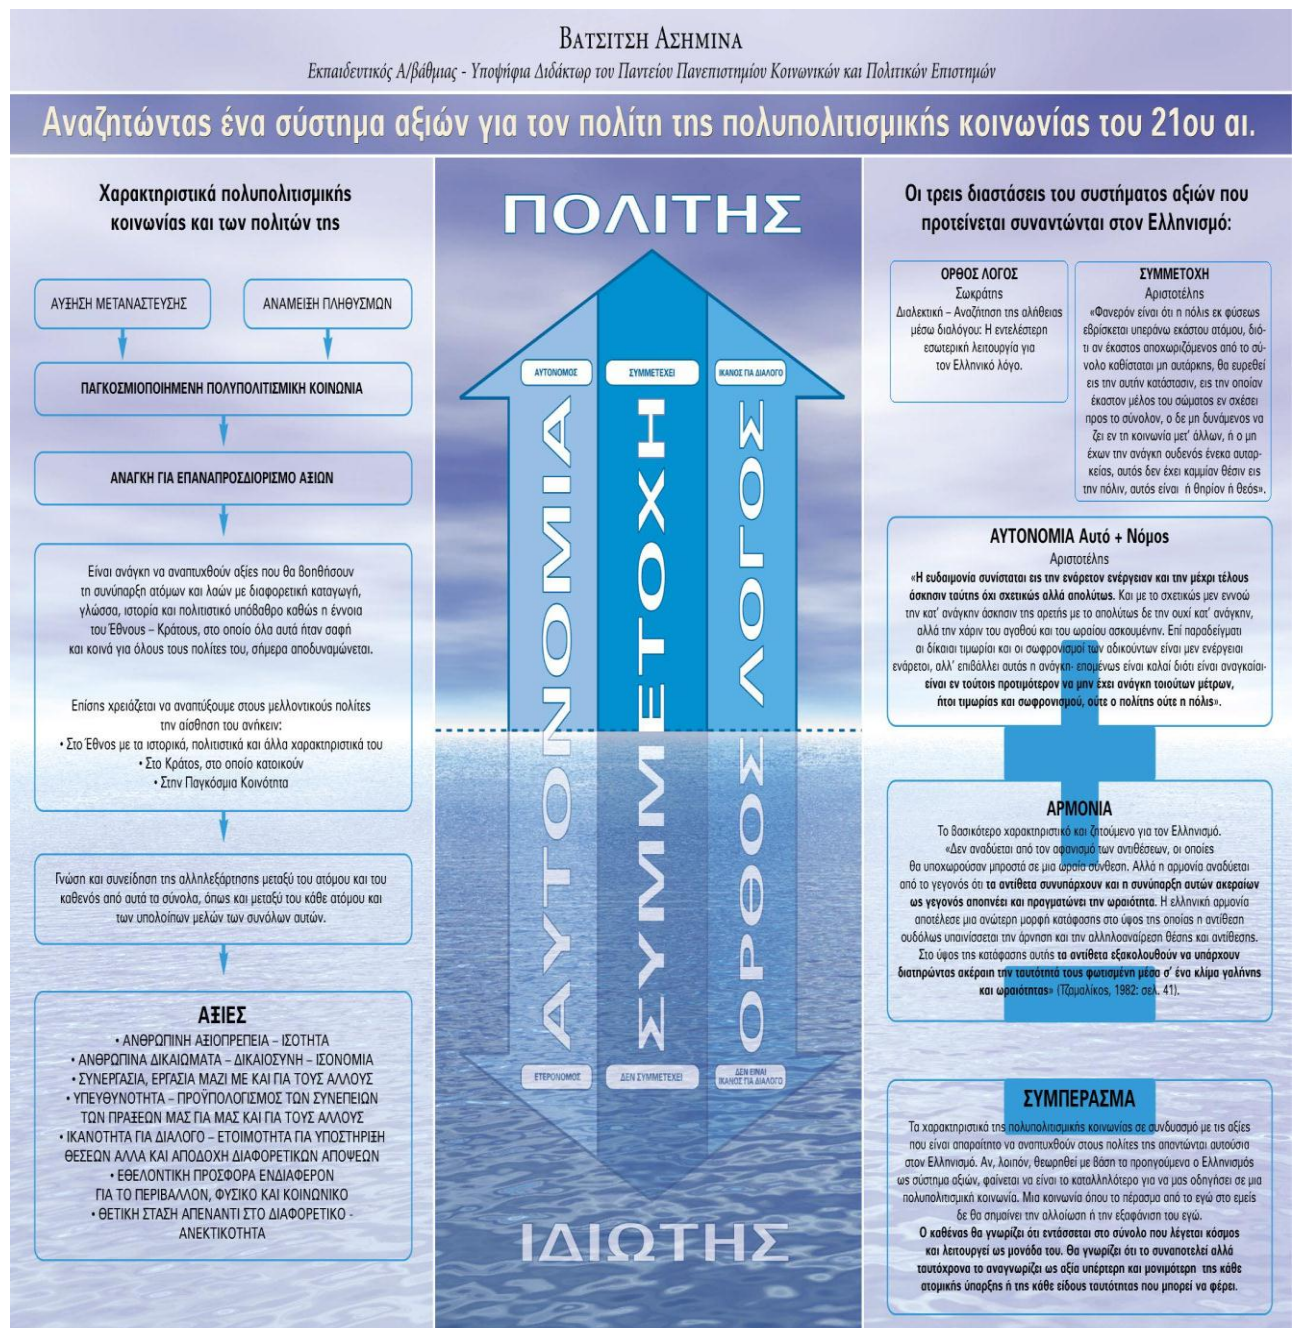 ΒΑΤΣΙΤΣΗ ΑΣΗΜΙΝΑ
Εκπαιδευτικός Α/βάθμιας - Υποψήφια Διδάκτωρ του Παντείου Πανεπιστημίου Κοινωνικών και Πολιτικών Επιστημών
Αναζητώντας ένα σύστημα αξιών για τον πολίτη της πολυπολιτισμικής κοινωνίας του 21ου αι.
Χαρακτηριστικά πολυπολιτισμικής
κοινωνίας και των πολιτών της
ΑΥΞΗΣΗ ΜΕΤΑΝΑΣΤΕΥΣΗΣ
ΑΝΑΜΕΙΞΗ ΠΛΗΘΥΣΜΩΝ
ΠΑΓΚΟΣΜΙΟΠΟΙΗΜΕΝΗ ΠΟΛΥΠΟΛΙΤΙΣΜΙΚΗ ΚΟΙΝΩΝΙΑ
ΑΝΑΓΚΗ ΓΙΑ ΕΠΑΝΑΠΡΟΣΔΙΟΡΙΣΜΟ ΑΞΙΩΝ
Είναι ανάγκη να αναπτυχθούν αξίες που θα βοηθήσουν
τη συνύπαρξη ατόμων και λαών με διαφορετική καταγωγή,
γλώσσα, ιστορία και πολιτιστικό υπόβαθρο καθώς η έννοια
του Έθνους – Κράτους, στο οποίο όλα αυτά ήταν σαφή
και κοινά για όλους τους πολίτες του, σήμερα αποδυναμώνεται.
Επίσης χρειάζεται να αναπτύξουμε στους μελλοντικούς πολίτες
την αίσθηση του ανήκειν:
• Στο Έθνος με τα ιστορικά, πολιτιστικά και άλλα χαρακτηριστικά του
• Στο Κράτος, στο οποίο κατοικούν
• Στην Παγκόσμια Κοινότητα
Γνώση και συνείδηση της αλληλεξάρτησης μεταξύ του ατόμου και του
καθενός από αυτά τα σύνολα, όπως και μεταξύ του κάθε ατόμου και
των υπολοίπων μελών των συνόλων αυτών.
ΑΞΙΕΣ
• ΑΝΘΡΩΠΙΝΗ ΑΞΙΟΠΡΕΠΕΙΑ – ΙΣΟΤΗΤΑ
• ΑΝΘΡΩΠΙΝΑ ΔΙΚΑΙΩΜΑΤΑ – ΔΙΚΑΙΟΣΥΝΗ – ΙΣΟΝΟΜΙΑ
• ΣΥΝΕΡΓΑΣΙΑ, ΕΡΓΑΣΙΑ ΜΑΖΙ ΜΕ ΚΑΙ ΓΙΑ ΤΟΥΣ ΑΛΛΟΥΣ
• ΥΠΕΥΘΥΝΟΤΗΤΑ – ΠΡΟΫΠΟΛΟΓΙΣΜΟΣ ΤΩΝ ΣΥΝΕΠΕΙΩΝ
ΤΩΝ ΠΡΑΞΕΩΝ ΜΑΣ ΓΙΑ ΜΑΣ ΚΑΙ ΓΙΑ ΤΟΥΣ ΑΛΛΟΥΣ
• ΙΚΑΝΟΤΗΤΑ ΓΙΑ ΔΙΑΛΟΓΟ – ΕΤΟΙΜΟΤΗΤΑ ΓΙΑ ΥΠΟΣΤΗΡΙΞΗ
ΘΕΣΕΩΝ ΑΛΛΑ ΚΑΙ ΑΠΟΔΟΧΗ ΔΙΑΦΟΡΕΤΙΚΩΝ ΑΠΟΨΕΩΝ
• ΕΘΕΛΟΝΤΙΚΗ ΠΡΟΣΦΟΡΑ ΕΝΔΙΑΦΕΡΟΝ
ΓΙΑ ΤΟ ΠΕΡΙΒΑΛΛΟΝ, ΦΥΣΙΚΟ ΚΑΙ ΚΟΙΝΩΝΙΚΟ
• ΘΕΤΙΚΗ ΣΤΑΣΗ ΑΠΕΝΑΝΤΙ ΣΤΟ ΔΙΑΦΟΡΕΤΙΚΟ -
ΑΝΕΚΤΙΚΟΤΗΤΑ
ΠΟΛΙΤΗΣ
ΑΥΤΟΝΟΜΟΣ
ΣΥΜΜΕΤΕΧΕΙ
ΙΚΑΝΟΣ ΓΙΑ ΔΙΑΛΟΓΟ
ΑΥΤΟΝΟΜΙΑ
ΣΥΜΜΕΤΟΧΗ
ΟΡΘΟΣ ΛΟΓΟΣ
ΕΤΕΡΟΝΟΜΟΣ
ΔΕΝ ΣΥΜΜΕΤΕΧΕΙ
ΔΕΝ ΕΙΝΑΙ
ΙΚΑΝΟΣ ΓΙΑ ΔΙΑΛΟΓΟ
ΙΔΙΩΤΗΣ
Οι τρεις διαστάσεις του συστήματος αξιών που
προτείνεται συναντώνται στον Ελληνισμό:
ΟΡΘΟΣ ΛΟΓΟΣ
Σωκράτης
Διαλεκτική – Αναζήτηση της αλήθειας
μέσω διαλόγου: Η εντελέστερη
εσωτερική λειτουργία για
τον Ελληνικό λόγο.
ΣΥΜΜΕΤΟΧΗ
Αριστοτέλης
«Φανερόν είναι ότι η πόλις εκ φύσεως
εβρίσκεται υπεράνω εκάστου ατόμου, διό-
τι αν έκαστος αποχωριζόμενος από το σύ-
νολο καθίσταται μη αυτάρκης, θα ευρεθεί
εις την αυτήν κατάστασιν, εις την οποίαν
έκαστον μέλος του σώματος εν σχέσει
προς το σύνολον, ο δε μη δυνάμενος να
ζει εν τη κοινωνία μετ' άλλων, ή ο μη
έχων την ανάγκη ουδενός ένεκα αυταρ-
κείας, αυτός δεν έχει καμμίαν θέσιν εις
την πόλιν, αυτός είναι ή θηρίον ή θεός».
ΑΥΤΟΝΟΜΙΑ Αυτό + Νόμος
Αριστοτέλης
«Η ευδαιμονία συνίσταται εις την ενάρετον ενέργειαν και την μέχρι τέλους
άσκησιν ταύτης όχι σχετικώς αλλά απολύτως. Και με το σχετικώς μεν εννοώ
την κατ' ανάγκην άσκησιν της αρετής με το απολύτως δε την ουχί κατ' ανάγκην,
αλλά την χάριν του αγαθού και του ωραίου ασκουμένην. Επί παραδείγματι
αι δίκαιαι τιμωρίαι και οι σωφρονισμοί των αδικούντων είναι μεν ενέργειαι
ενάρετοι, αλλ' επιβάλλει αυτάς η ανάγκη· επομένως είναι καλαί διότι είναι αναγκαίαι·
είναι εν τούτοις προτιμότερον να μην έχει ανάγκη τοιούτων μέτρων,
ήτοι τιμωρίας και σωφρονισμού, ούτε ο πολίτης ούτε η πόλις».
ΑΡΜΟΝΙΑ
Το βασικότερο χαρακτηριστικό και ζητούμενο για τον Ελληνισμό.
«Δεν αναδύεται από τον αφανισμό των αντιθέσεων, οι οποίες
θα υποχωρούσαν μπροστά σε μια ωραία σύνθεση. Αλλά η αρμονία αναδύεται
από το γεγονός ότι τα αντίθετα συνυπάρχουν και η συνύπαρξη αυτών ακεραίων
ως γεγονός αποπνέει και πραγματώνει την ωραιότητα. Η ελληνική αρμονία
αποτέλεσε μια ανώτερη μορφή κατάφασης στο ύψος της οποίας η αντίθεση
ουδόλως υπαινίσσεται την άρνηση και την αλληλοαναίρεση θέσης και αντίθεσης.
Στο ύψος της κατάφασης αυτής τα αντίθετα εξακολουθούν να υπάρχουν
διατηρώντας ακέραιη την ταυτότητά τους φωτισμένη μέσα σ' ένα κλίμα γαλήνης
και ωραιότητας» (Τζαμαλίκος, 1982: σελ. 41).
ΣΥΜΠΕΡΑΣΜΑ
Τα χαρακτηριστικά της πολυπολιτισμικής κοινωνίας σε συνδυασμό με τις αξίες
που είναι απαραίτητο να αναπτυχθούν στους πολίτες της απαντώνται αυτούσια
στον Ελληνισμό. Αν, λοιπόν, θεωρηθεί με βάση τα προηγούμενα ο Ελληνισμός
ως σύστημα αξιών, φαίνεται να είναι το καταλληλότερο για να μας οδηγήσει σε μια
πολυπολιτισμική κοινωνία. Μια κοινωνία όπου το πέρασμα από το εγώ στο εμείς
δε θα σημαίνει την αλλοίωση ή την εξαφάνιση του εγώ.
Ο καθένας θα γνωρίζει ότι εντάσσεται στο σύνολο που λέγεται κόσμος
και λειτουργεί ως μονάδα του. Θα γνωρίζει ότι το συναποτελεί αλλά
ταυτόχρονα το αναγνωρίζει ως αξία υπέρτερη και μονιμότερη της κάθε
ατομικής ύπαρξης ή της κάθε είδους ταυτότητας που μπορεί να φέρει.